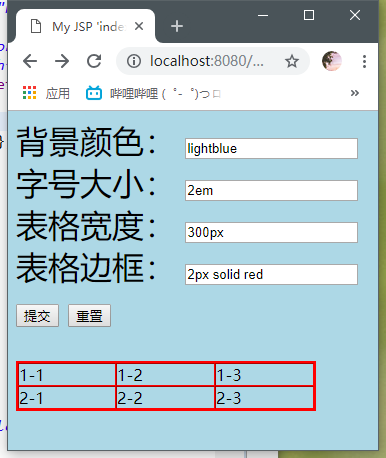 My JSP 'inde
localhost:8080/...
应用 哔哩哔哩 ( ゜- ゜)つロ
背景颜色： lightblue
字号大小： 2em
表格宽度： 300px
表格边框： 2px solid red
提交 重置
1-1 1-2 1-3
2-1 2-2 2-3